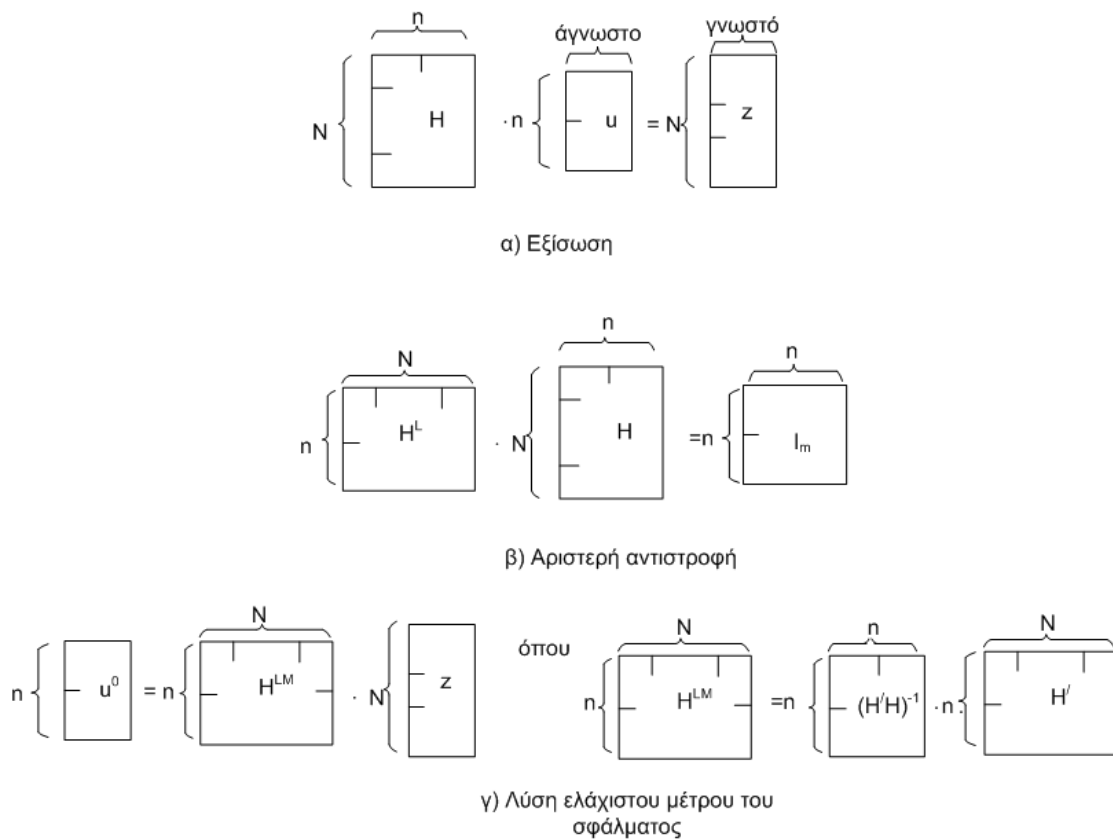 n
άγνωστο γνωστό
N H · n u = N z
α) Εξίσωση
n
N n
n H^L · N H =n I_m
β) Αριστερή αντιστροφή
N N n N
όπου
n u^0 = n H^LM · N z n H^LM =n (H^/H)^-1 · n : H^/
γ) Λύση ελάχιστου μέτρου του
σφάλματος